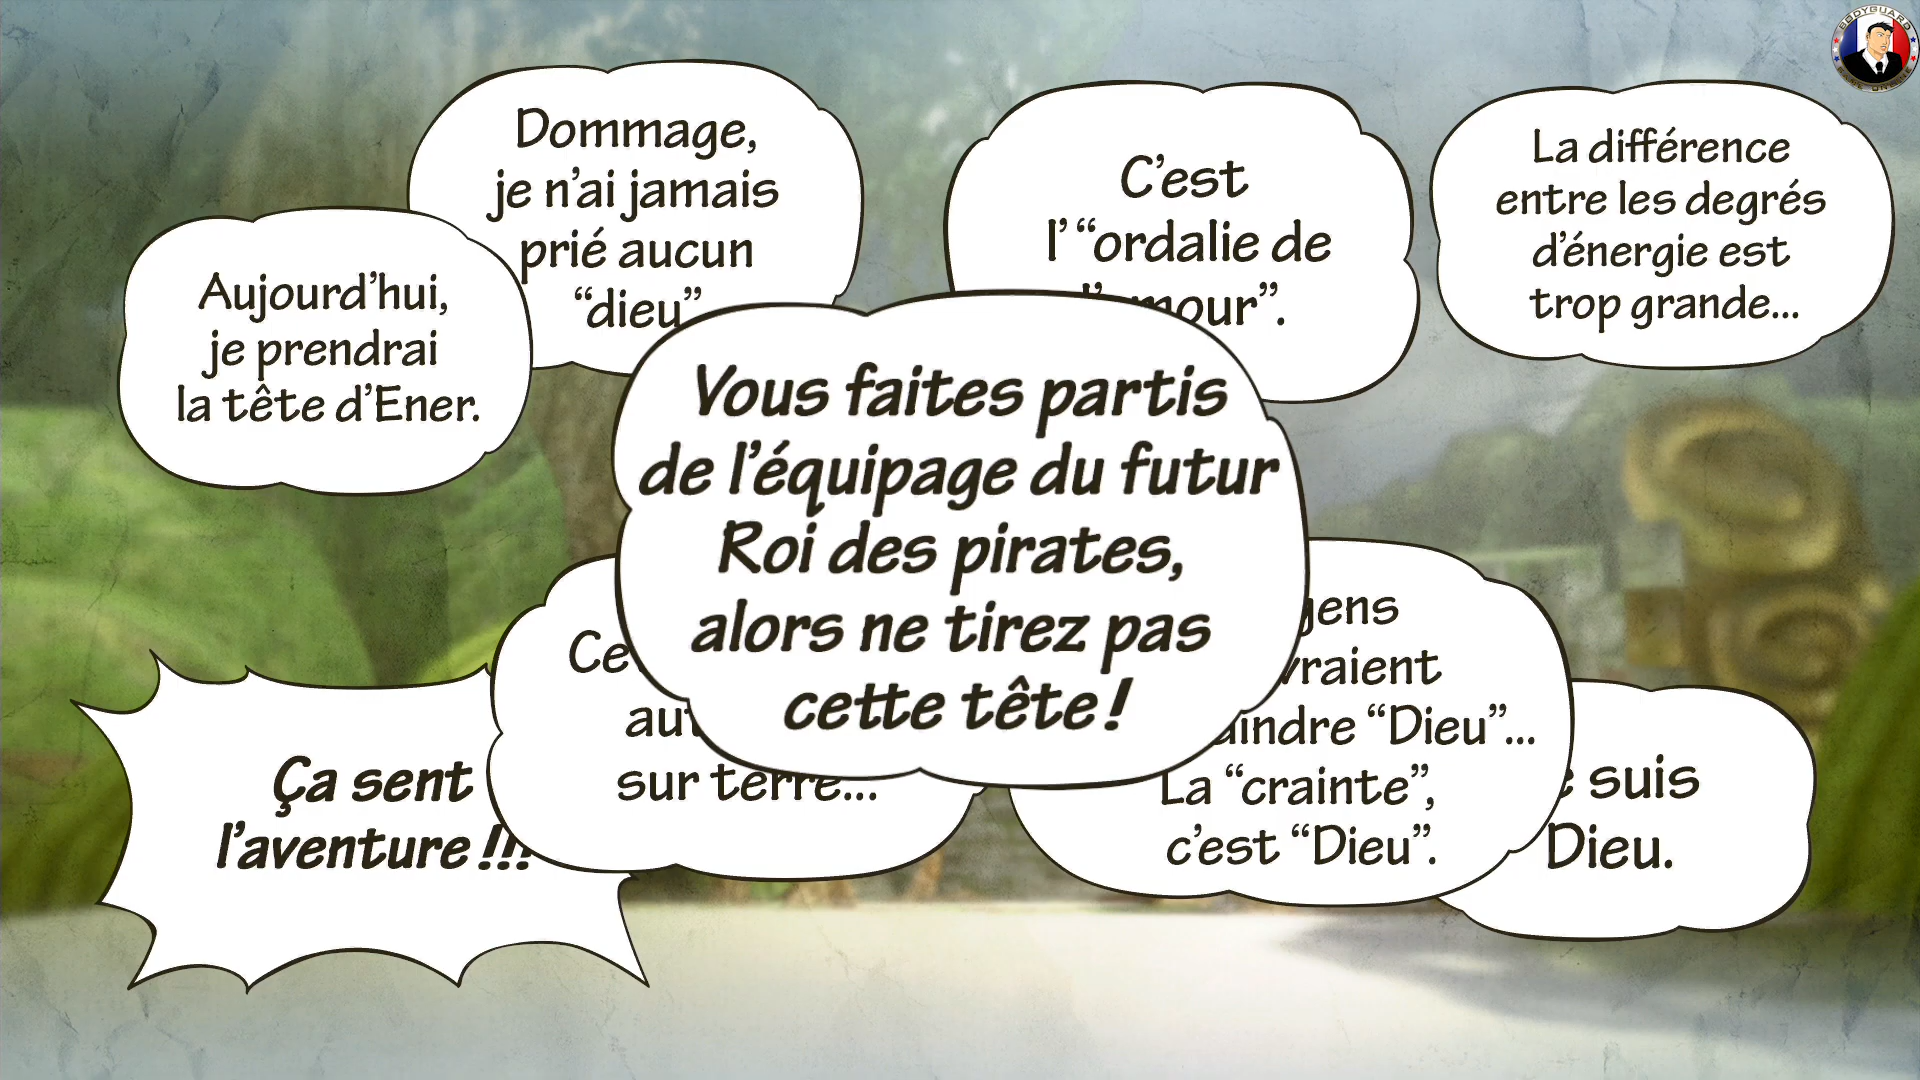 Dommage,
je n'ai jamais
prié aucun
“dieu”
C'est
l' “ordalie de
La différence
entre les degrés
d'énergie est
trop grande...
Aujourd'hui,
je prendrai
la tête d'Ener.
Vous faites partis
de l'équipage du futur
Roi des pirates,
alors ne tirez pas
cette tête !
Ça sent
l'aventure !!!
sur terre...
“Dieu”...
La “crainte”,
c'est “Dieu”.
suis
Dieu.
BODYGUARD